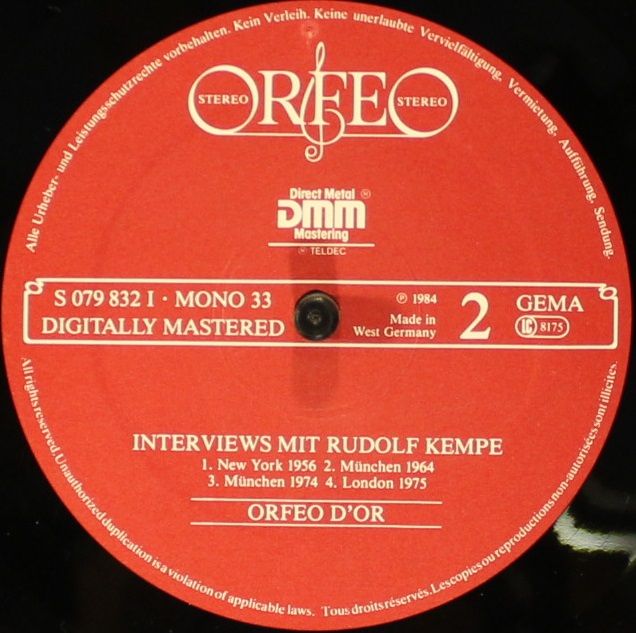 Alle Urheber- und Leistungsschutzrechte vorbehalten. Kein Verleih. Keine unerlaubte Vervielfältigung, Vermietung, Aufführung, Sendung.
ORFEO
STEREO STEREO
Direct Metal
DMM
Mastering
TELDEC
S 079 832 I · MONO 33
DIGITALLY MASTERED
℗ 1984
Made in
West Germany
2
GEMA
LC 8175
INTERVIEWS MIT RUDOLF KEMPE
1. New York 1956 2. München 1964
3. München 1974 4. London 1975
ORFEO D'OR
All rights reserved. Unauthorized duplication is a violation of applicable laws. Tous droits réservés. Les copies ou reproductions non-autorisées sont illicites.